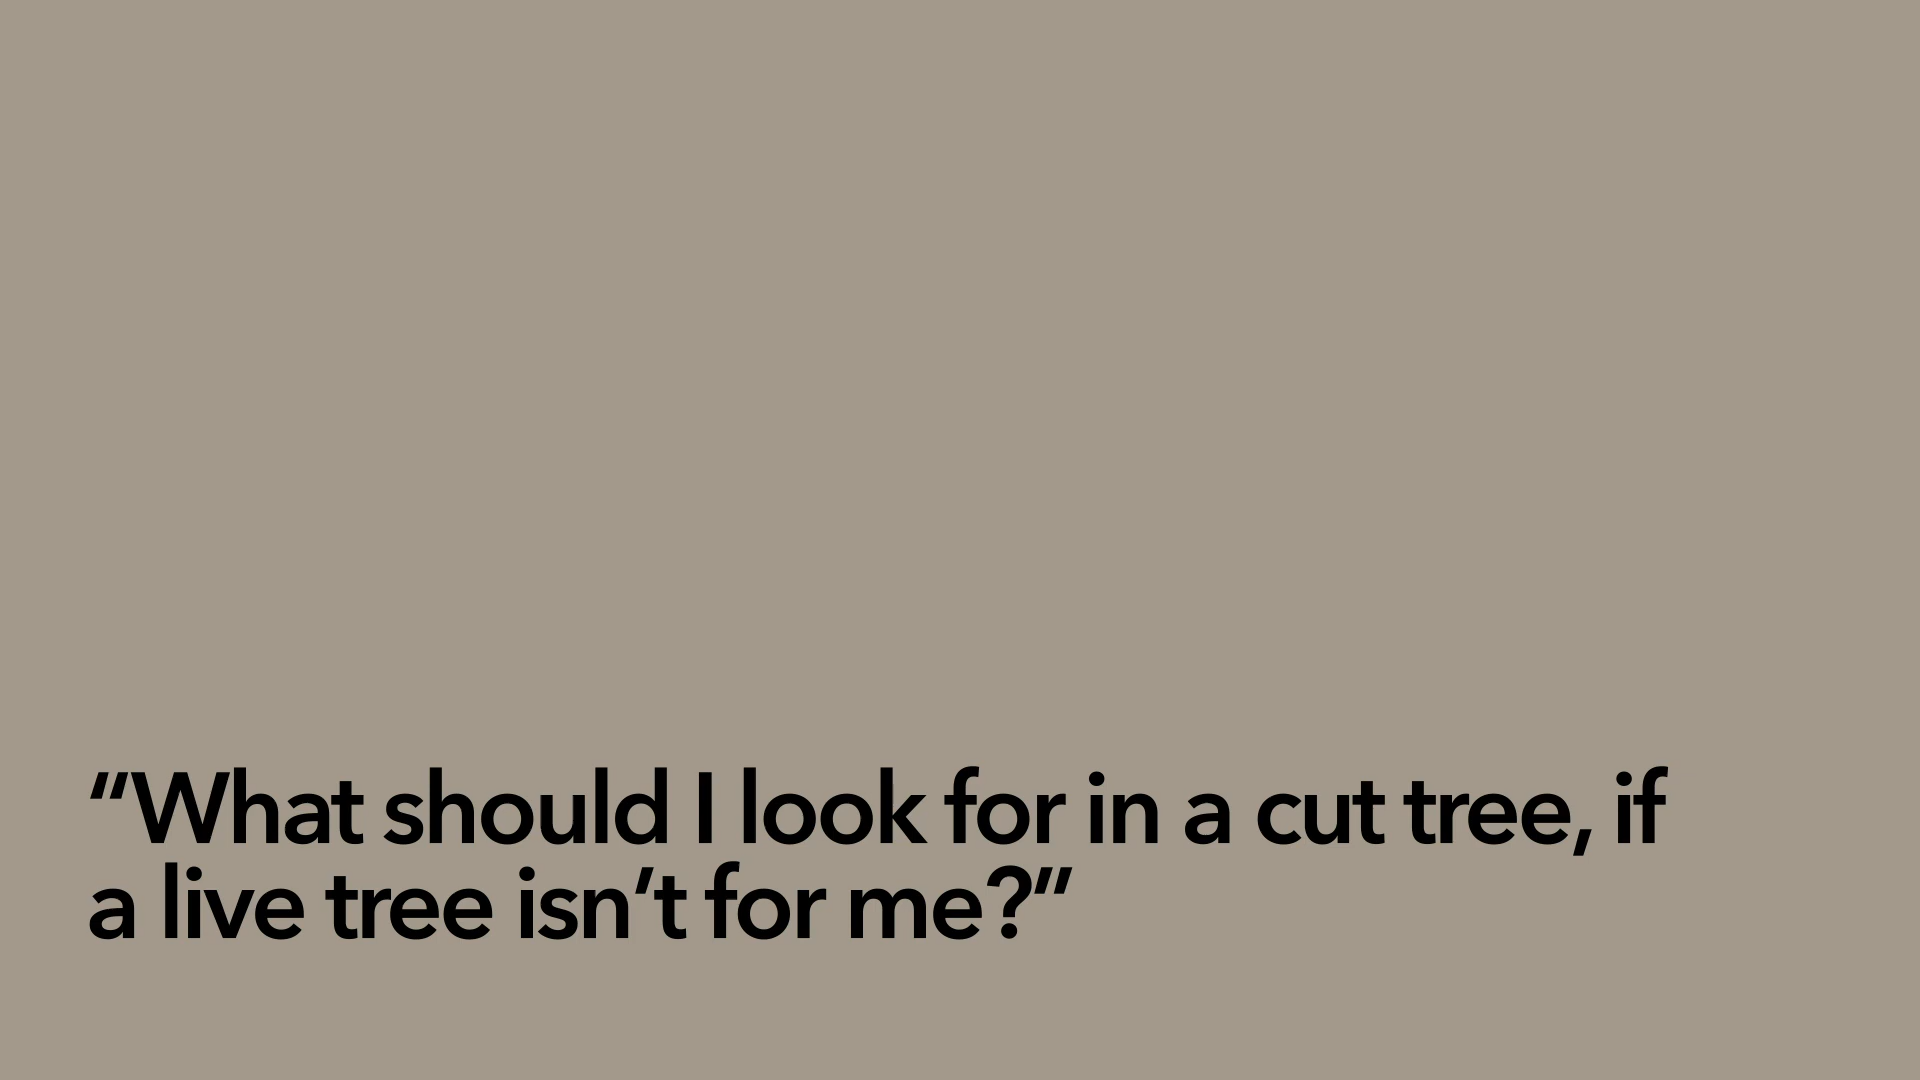 “What should I look for in a cut tree, if
a live tree isn’t for me?”